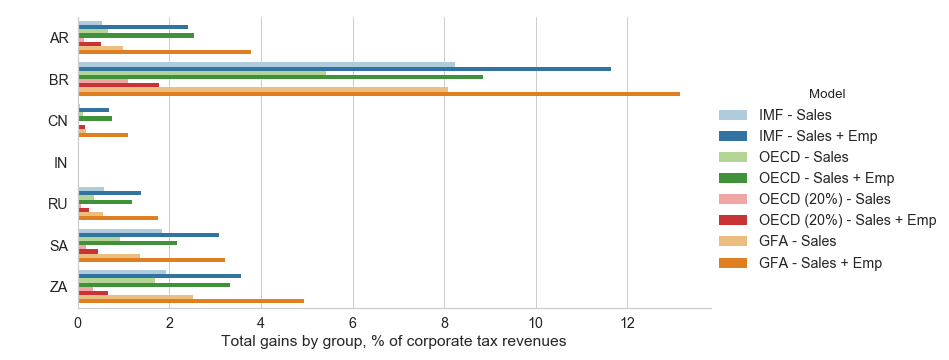 AR
BR
CN
IN
RU
SA
ZA
0 2 4 6 8 10 12
Total gains by group, % of corporate tax revenues
Model
IMF - Sales
IMF - Sales + Emp
OECD - Sales
OECD - Sales + Emp
OECD (20%) - Sales
OECD (20%) - Sales + Emp
GFA - Sales
GFA - Sales + Emp